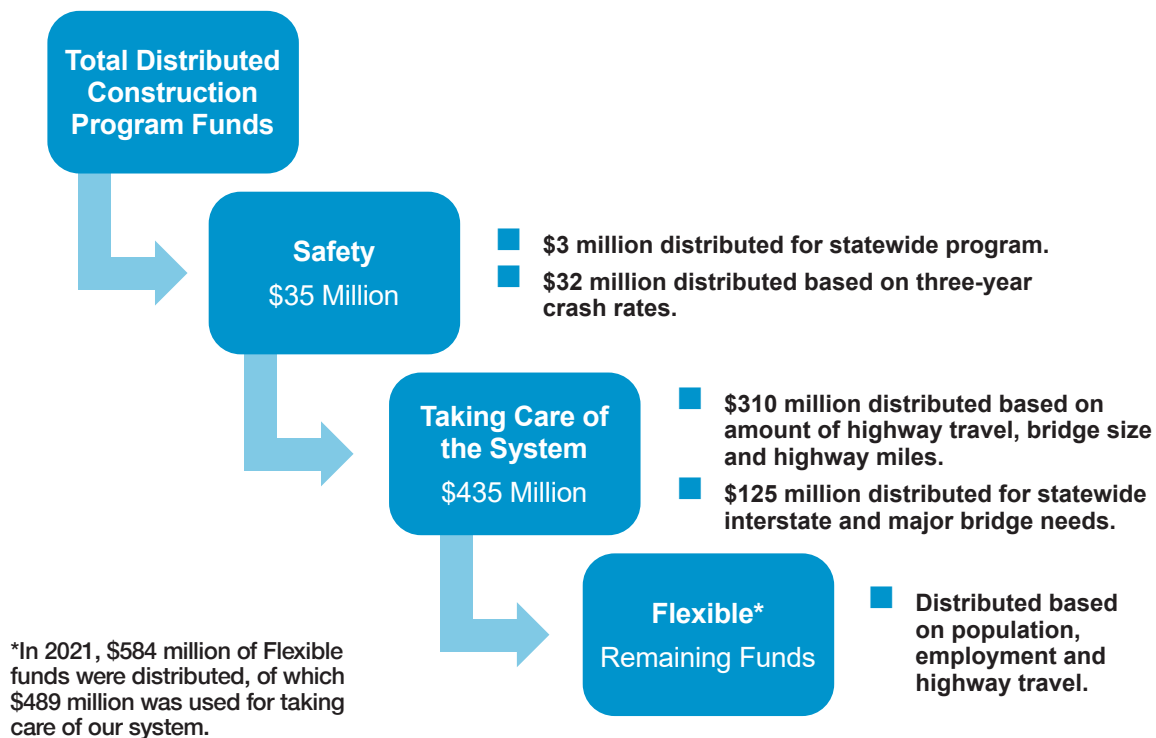 Total Distributed
Construction
Program Funds
Safety
$35 Million
$3 million distributed for statewide program.
$32 million distributed based on three-year
crash rates.
Taking Care of
the System
$435 Million
$310 million distributed based on
amount of highway travel, bridge size
and highway miles.
$125 million distributed for statewide
interstate and major bridge needs.
Flexible*
Remaining Funds
Distributed based
on population,
employment and
highway travel.
*In 2021, $584 million of Flexible
funds were distributed, of which
$489 million was used for taking
care of our system.